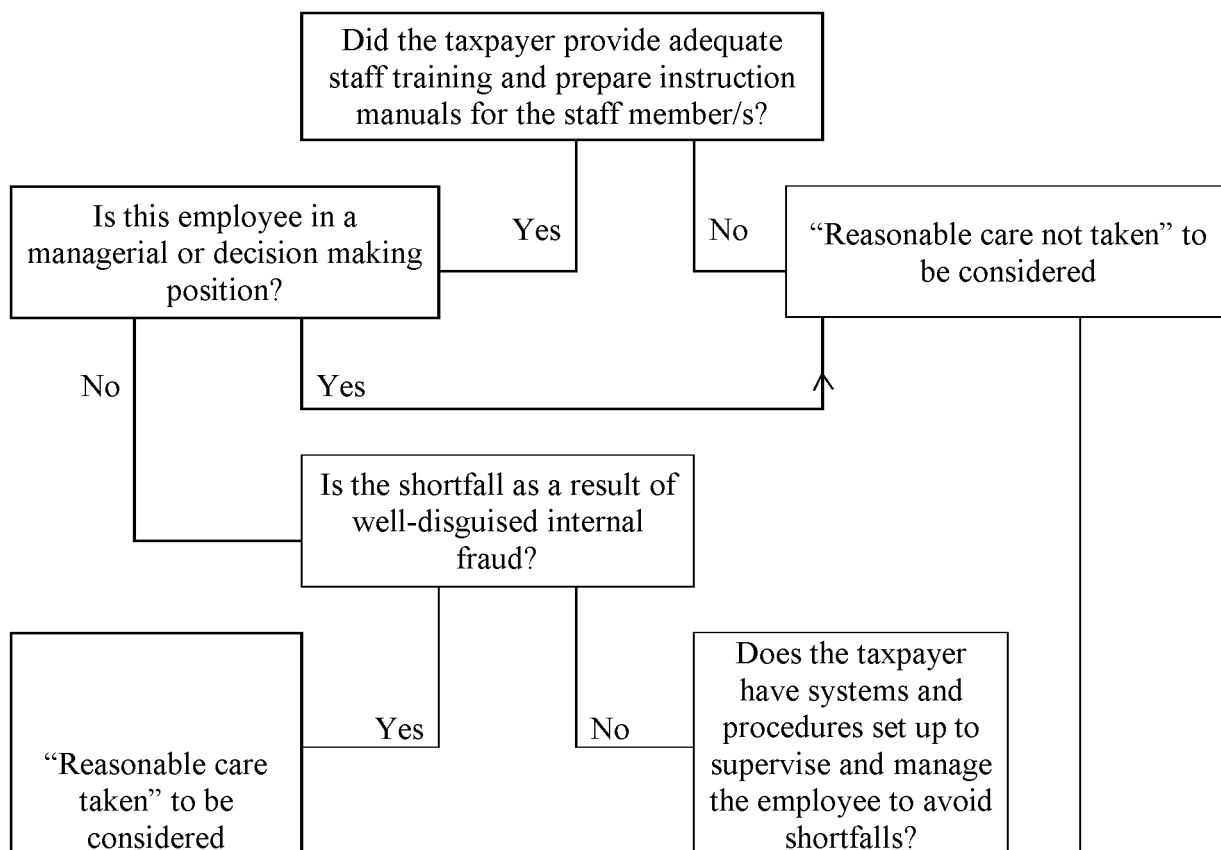 Did the taxpayer provide adequate
staff training and prepare instruction
manuals for the staff member/s?
Is this employee in a
managerial or decision making
position?
Yes
No
“Reasonable care not taken” to
be considered
No
Yes
Is the shortfall as a result of
well-disguised internal
fraud?
Yes
No
“Reasonable care
taken” to be
considered
Does the taxpayer
have systems and
procedures set up to
supervise and manage
the employee to avoid
shortfalls?